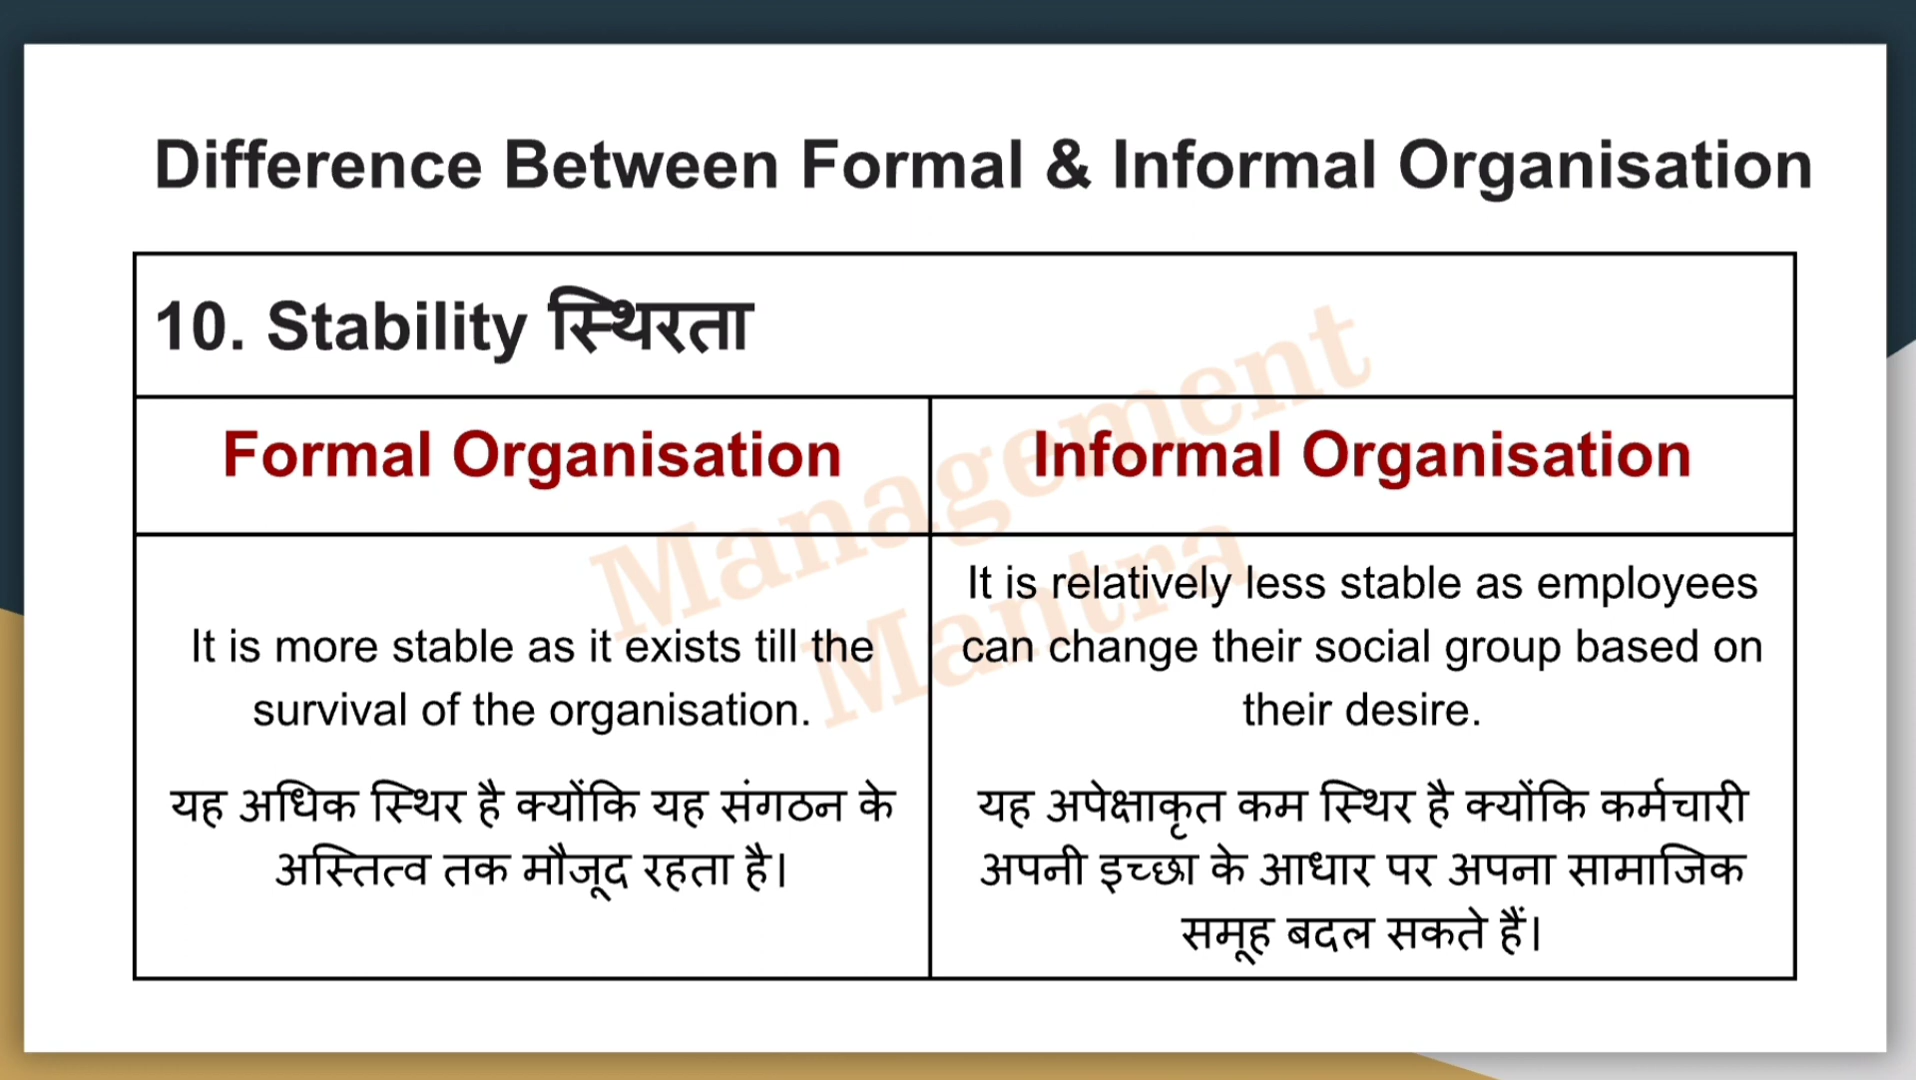 Difference Between Formal & Informal Organisation
10. Stability स्थिरता
Formal Organisation
Informal Organisation
It is more stable as it exists till the
survival of the organisation.
यह अधिक स्थिर है क्योंकि यह संगठन के
अस्तित्व तक मौजूद रहता है।
It is relatively less stable as employees
can change their social group based on
their desire.
यह अपेक्षाकृत कम स्थिर है क्योंकि कर्मचारी
अपनी इच्छा के आधार पर अपना सामाजिक
समूह बदल सकते हैं।
Management
Mantra